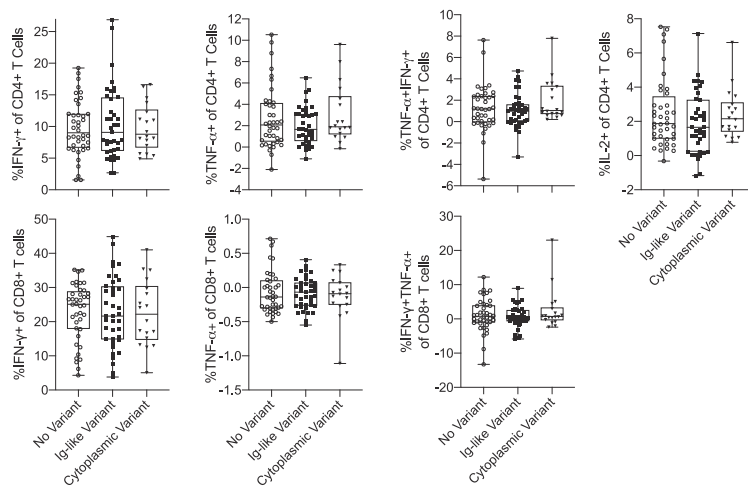 %IFN-γ+ of CD4+ T Cells
25
20
15
10
5
0
%TNF-α+ of CD4+ T Cells
12
10
8
6
4
2
0
-2
-4
%TNF-α+IFN-γ+
of CD4+ T Cells
10
8
6
4
2
0
-2
-4
-6
%IL-2+ of CD4+ T Cells
8
6
4
2
0
-2
No Variant
Ig-like Variant
Cytoplasmic Variant
%IFN-γ+ of CD8+ T cells
50
40
30
20
10
0
No Variant
Ig-like Variant
Cytoplasmic Variant
%TNF-α+ of CD8+ T cells
1.0
0.5
0.0
-0.5
-1.0
-1.5
No Variant
Ig-like Variant
Cytoplasmic Variant
%IFN-γ+TNF-α+
of CD8+ T cells
30
20
10
0
-10
-20
No Variant
Ig-like Variant
Cytoplasmic Variant